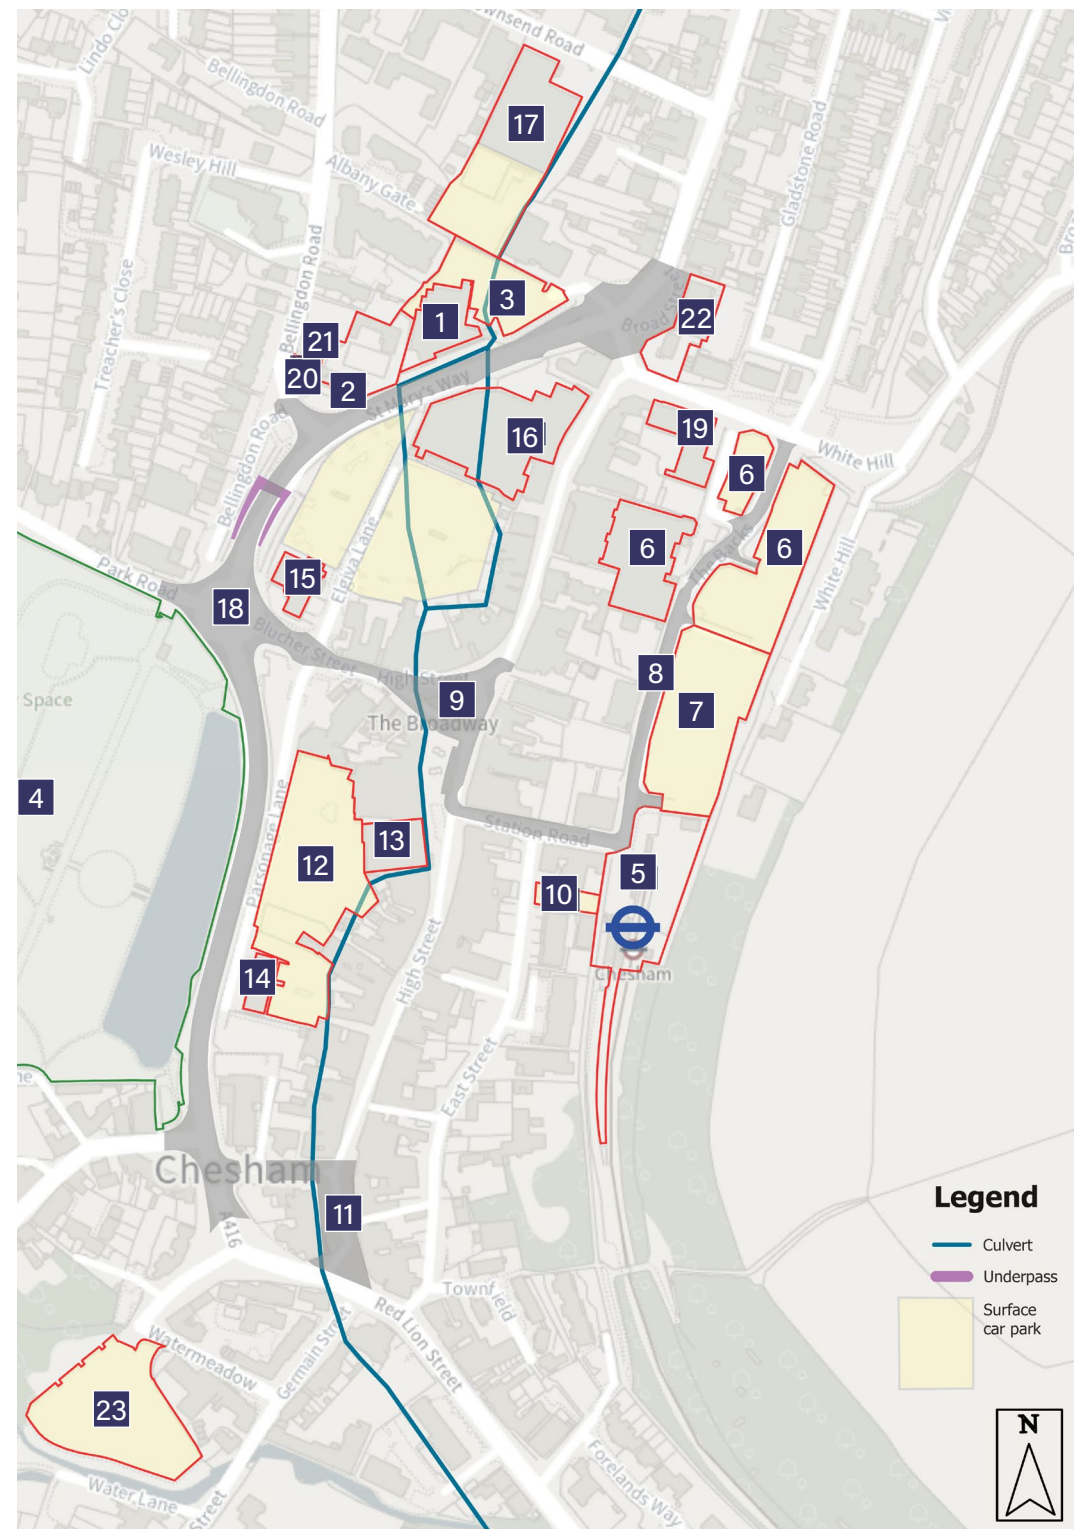 Townsend Road
Lindo Clo
Bellingdon Road
17
Wesley Hill
Albany Gate
Gladstone Road
Bellingdon Road
Treacher's Close
3
1
Broad Street
22
21
20
2
St Mary's Way
16
19
White Hill
6
Bellingdon Road
6
6
The Backs
White Hill
Park Road
15
Elgiva Lane
18
Blucher Street
High Street
8
Space
9
7
The Broadway
4
Parsonage Lane
12
13
Station Road
5
10
High Street
14
Chesham
East Street
Chesham
A416
11
Townfield
Red Lion Street
Watermeadow
Germain Street
23
Water Lane
Street
Forelands Way
Legend
Culvert
Underpass
Surface
car park
N